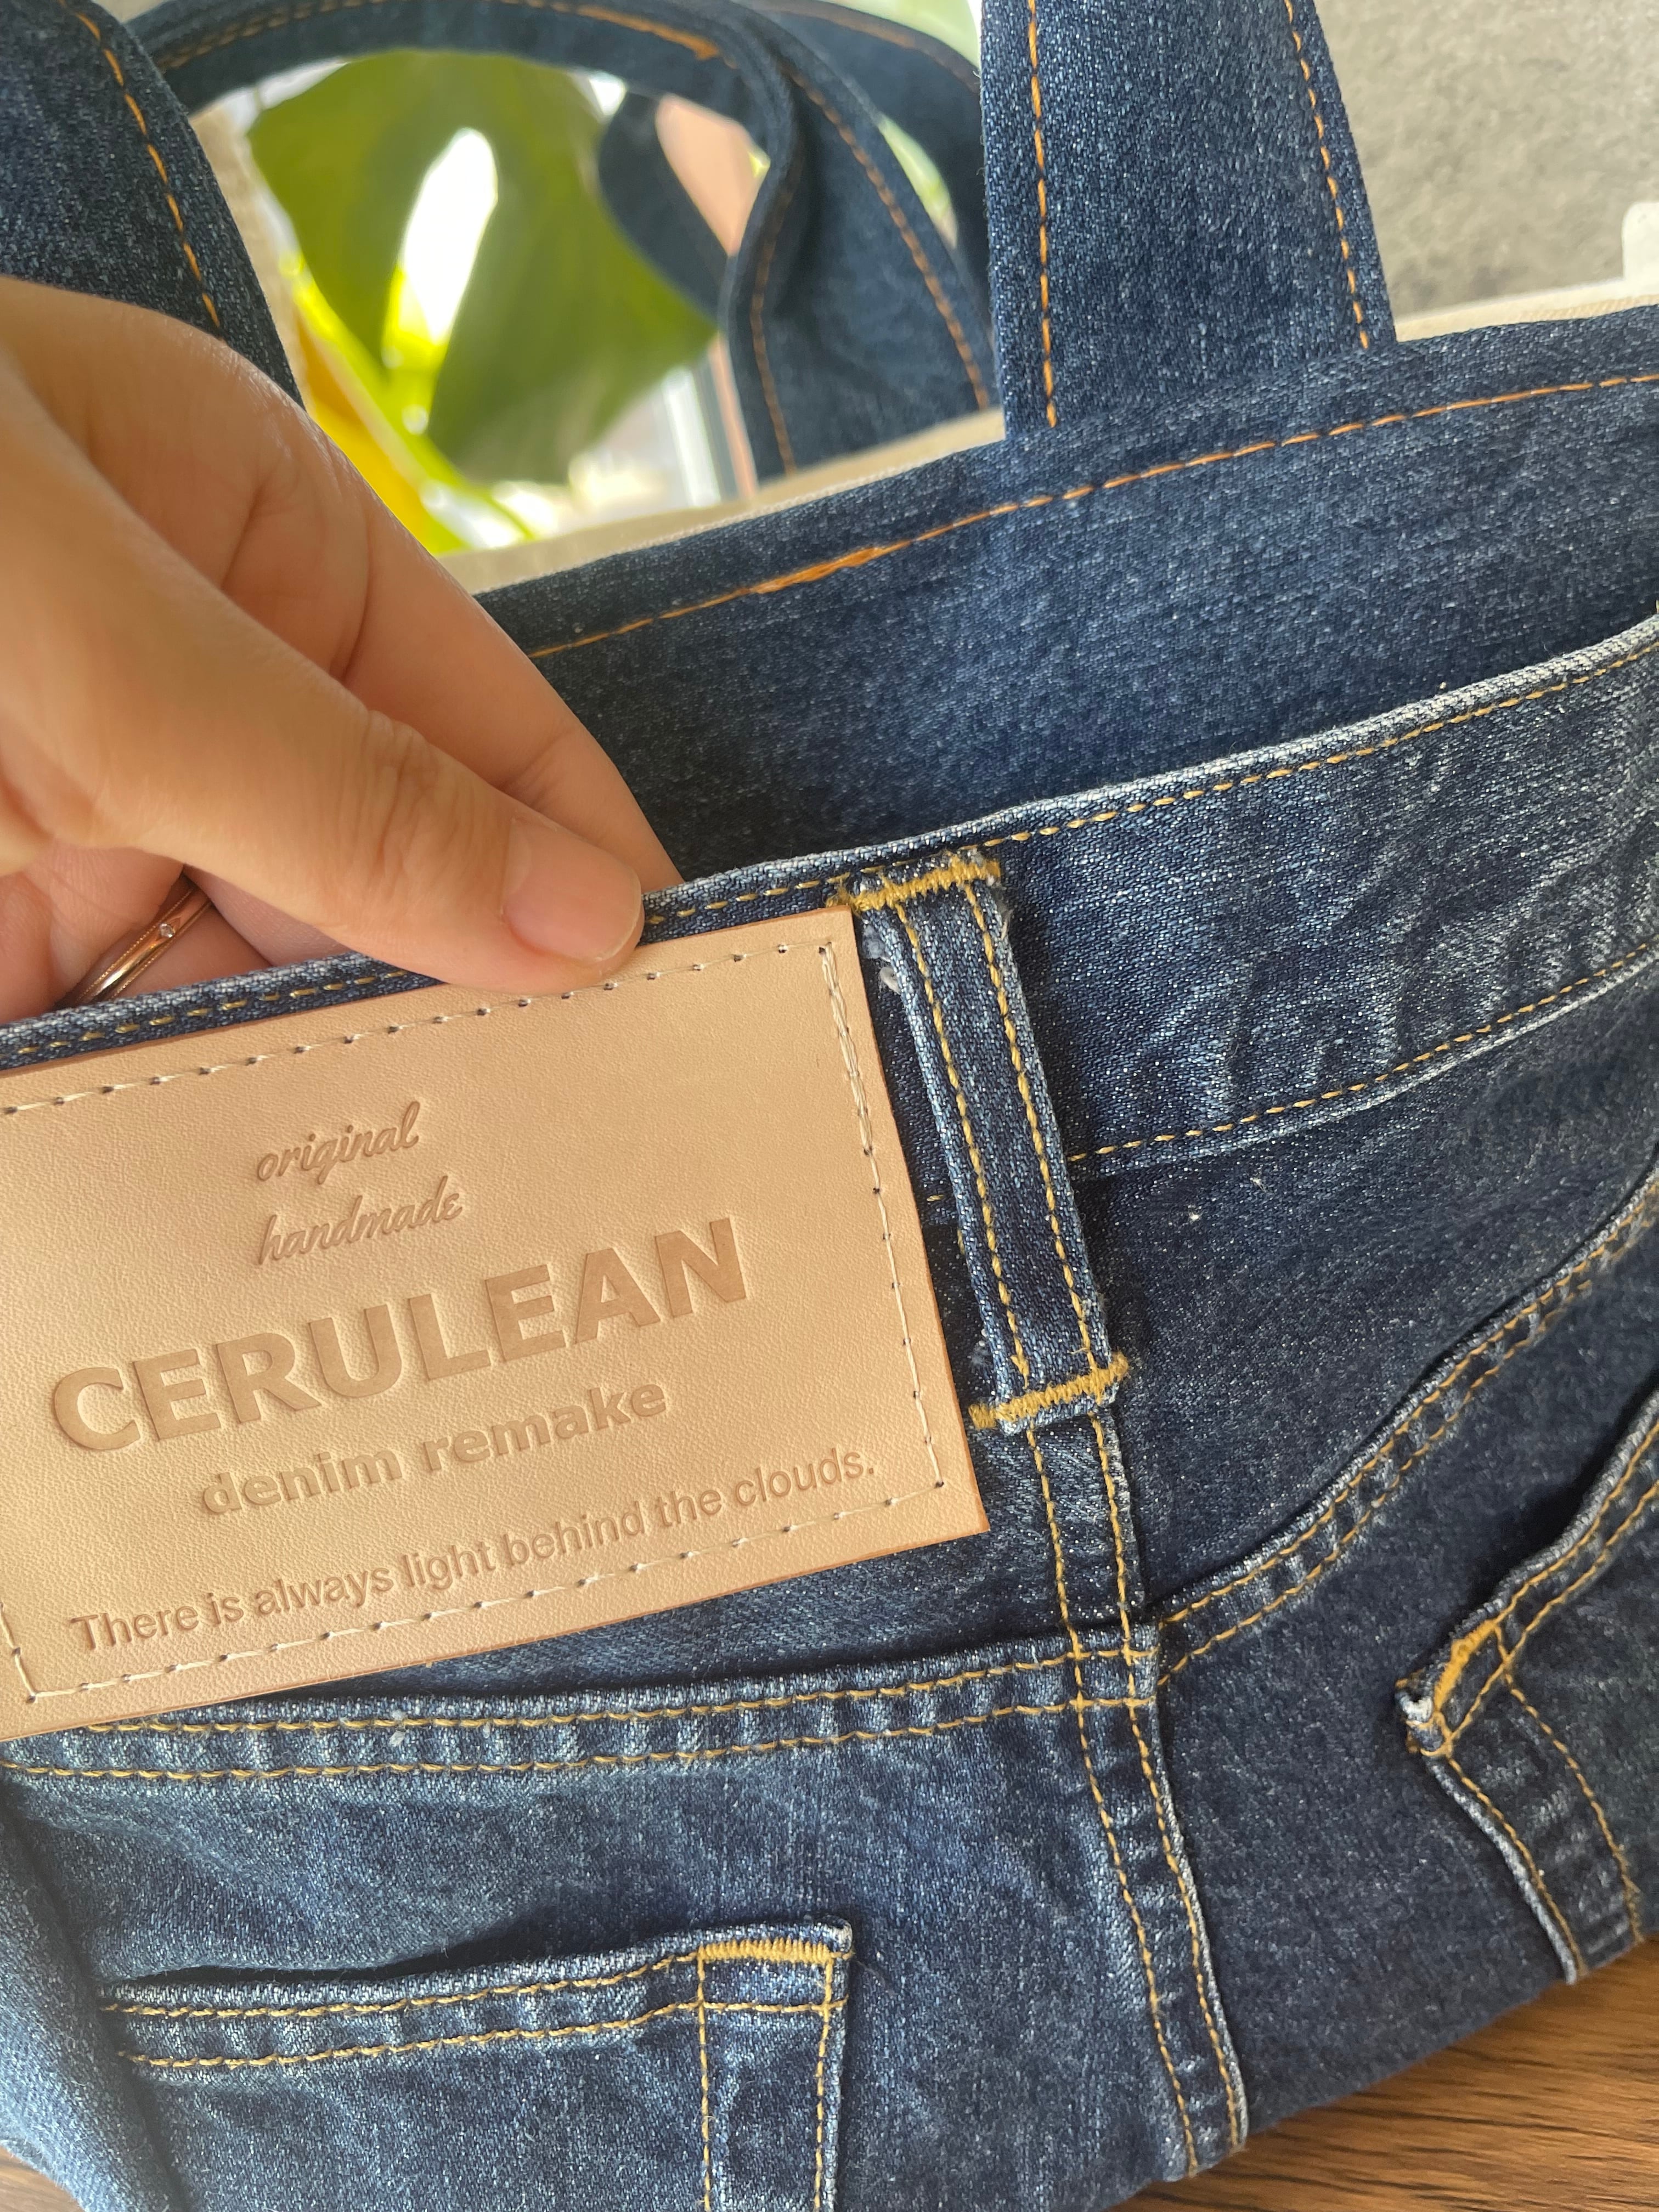 original
handmade
CERULEAN
denim remake
There is always light behind the clouds.